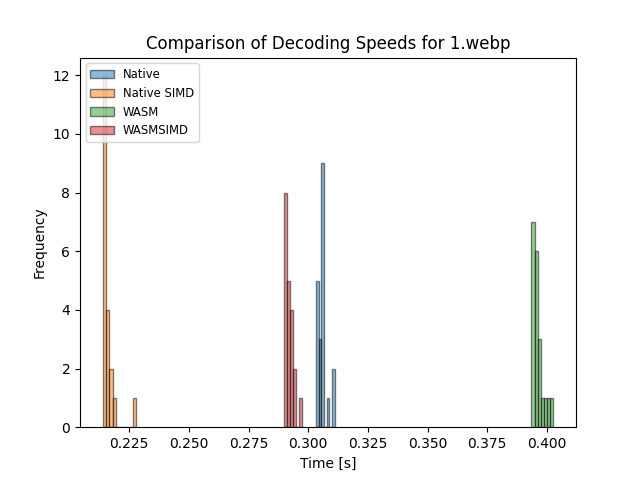 Comparison of Decoding Speeds for 1.webp
12
10
8
6
4
2
0
Frequency
Native
Native SIMD
WASM
WASMSIMD
0.225 0.250 0.275 0.300 0.325 0.350 0.375 0.400
Time [s]